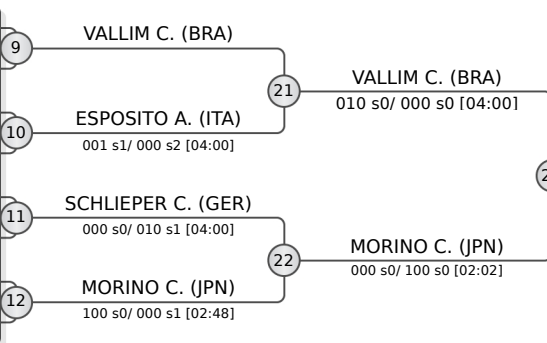 9
VALLIM C. (BRA)
21
VALLIM C. (BRA)
010 s0/ 000 s0 [04:00]
10
ESPOSITO A. (ITA)
001 s1/ 000 s2 [04:00]
11
SCHLIEPER C. (GER)
000 s0/ 010 s1 [04:00]
22
MORINO C. (JPN)
000 s0/ 100 s0 [02:02]
12
MORINO C. (JPN)
100 s0/ 000 s1 [02:48]